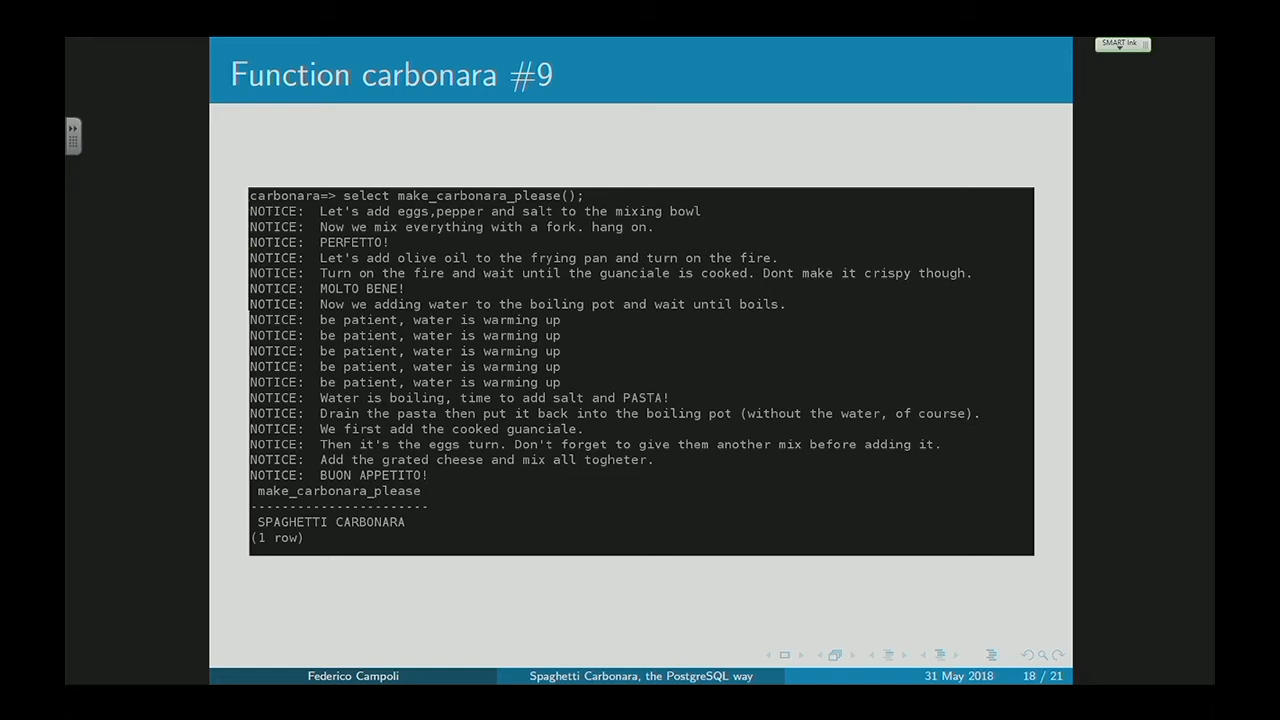 SMART Ink
Function carbonara #9
carbonara=> select make_carbonara_please();
NOTICE:  Let's add eggs,pepper and salt to the mixing bowl
NOTICE:  Now we mix everything with a fork. hang on.
NOTICE:  PERFETTO!
NOTICE:  Let's add olive oil to the frying pan and turn on the fire.
NOTICE:  Turn on the fire and wait until the guanciale is cooked. Dont make it crispy though.
NOTICE:  MOLTO BENE!
NOTICE:  Now we adding water to the boiling pot and wait until boils.
NOTICE:  be patient, water is warming up
NOTICE:  be patient, water is warming up
NOTICE:  be patient, water is warming up
NOTICE:  be patient, water is warming up
NOTICE:  be patient, water is warming up
NOTICE:  Water is boiling, time to add salt and PASTA!
NOTICE:  Drain the pasta then put it back into the boiling pot (without the water, of course).
NOTICE:  We first add the cooked guanciale.
NOTICE:  Then it's the eggs turn. Don't forget to give them another mix before adding it.
NOTICE:  Add the grated cheese and mix all togheter.
NOTICE:  BUON APPETITO!
make_carbonara_please
-----------------------
SPAGHETTI CARBONARA
(1 row)
Federico Campoli
Spaghetti Carbonara, the PostgreSQL way
31 May 2018
18 / 21